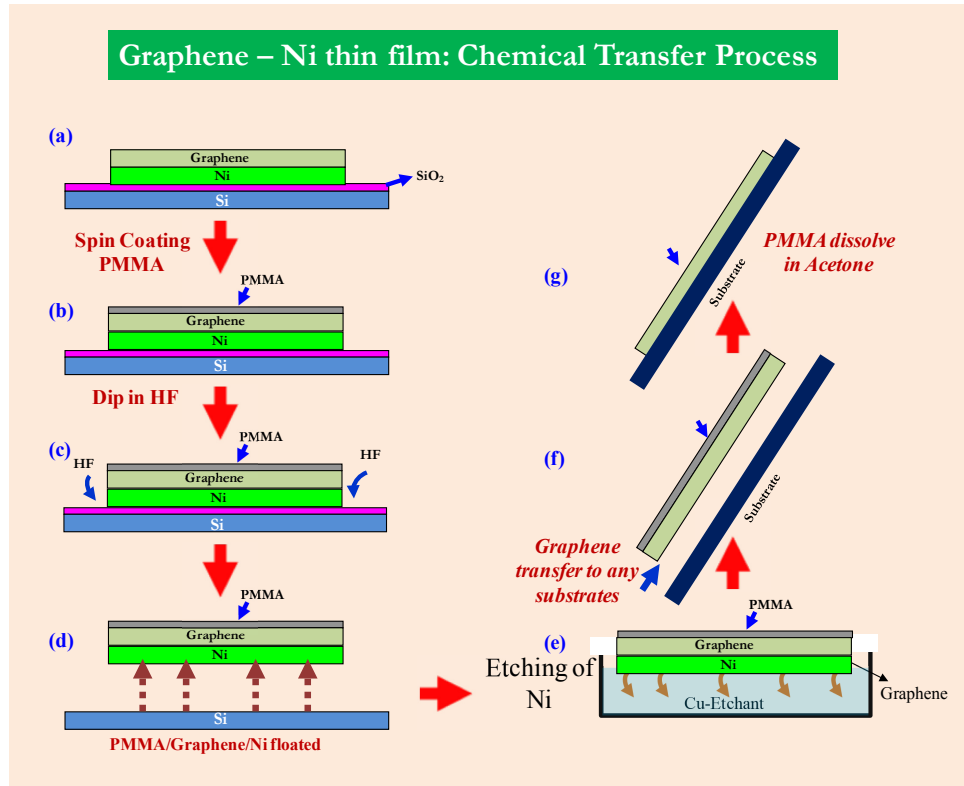 Graphene – Ni thin film: Chemical Transfer Process
(a)
Graphene
Ni
SiO₂
Si
Spin Coating
PMMA
PMMA
(b)
Graphene
Ni
Si
Dip in HF
PMMA
(c)
HF
HF
Graphene
Ni
Si
PMMA
(d)
Graphene
Ni
Si
PMMA/Graphene/Ni floated
Etching of
Ni
(e)
PMMA
Graphene
Ni
Graphene
Cu-Etchant
(f)
Substrate
Graphene
transfer to any
substrates
(g)
Substrate
PMMA dissolve
in Acetone